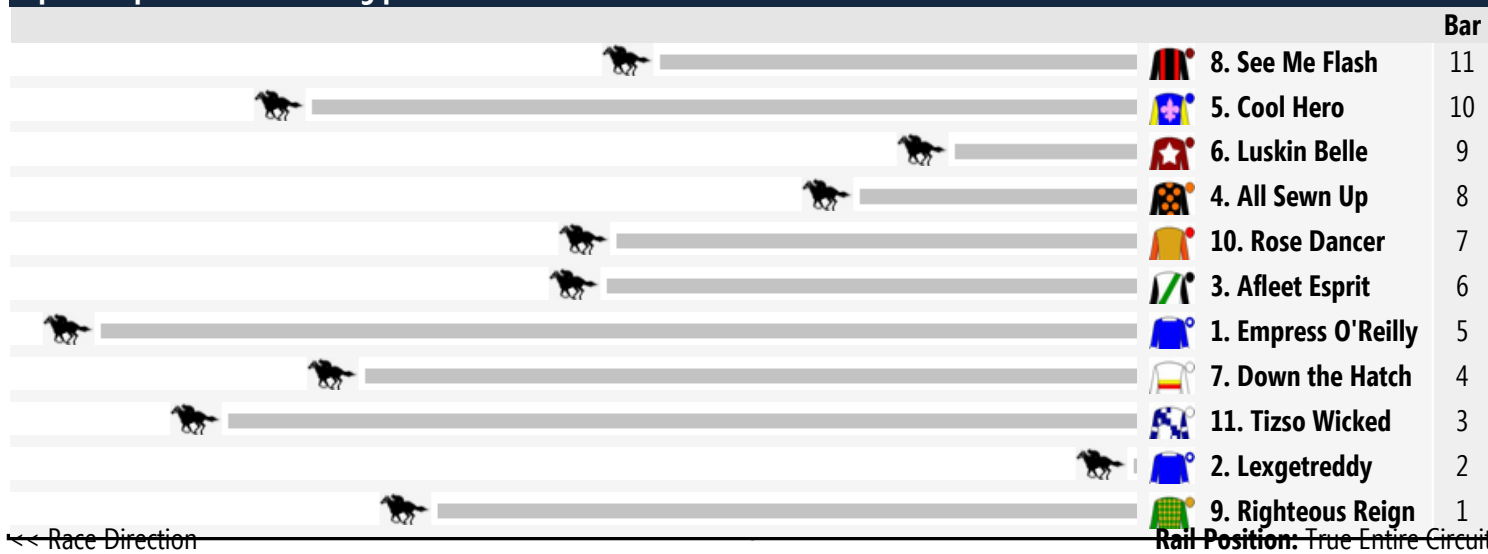 Bar
8. See Me Flash 11
5. Cool Hero 10
6. Luskin Belle 9
4. All Sewn Up 8
10. Rose Dancer 7
3. Afleet Esprit 6
1. Empress O'Reilly 5
7. Down the Hatch 4
11. Tizso Wicked 3
2. Lexgetreddy 2
9. Righteous Reign 1
<< Race Direction Rail Position: True Entire Circuit